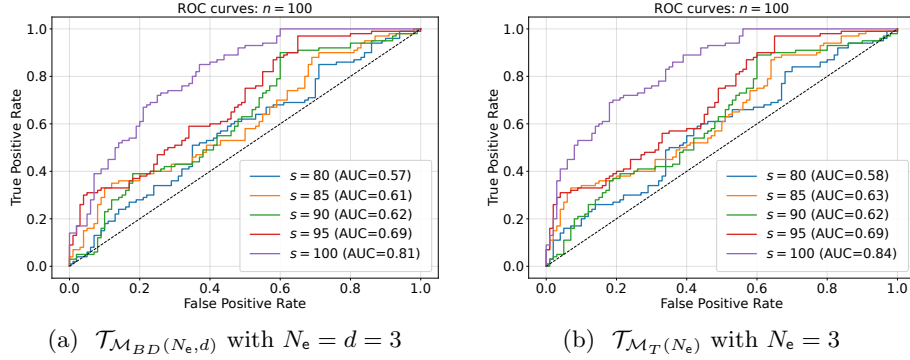 ROC curves: n = 100
True Positive Rate
1.0
0.8
0.6
0.4
0.2
0.0
s = 80 (AUC=0.57)
s = 85 (AUC=0.61)
s = 90 (AUC=0.62)
s = 95 (AUC=0.69)
s = 100 (AUC=0.81)
0.0 0.2 0.4 0.6 0.8 1.0
False Positive Rate
(a) 𝒯_{ℳ_{BD}(N_e,d)} with N_e = d = 3
ROC curves: n = 100
True Positive Rate
1.0
0.8
0.6
0.4
0.2
0.0
s = 80 (AUC=0.58)
s = 85 (AUC=0.63)
s = 90 (AUC=0.62)
s = 95 (AUC=0.69)
s = 100 (AUC=0.84)
0.0 0.2 0.4 0.6 0.8 1.0
False Positive Rate
(b) 𝒯_{ℳ_T(N_e)} with N_e = 3